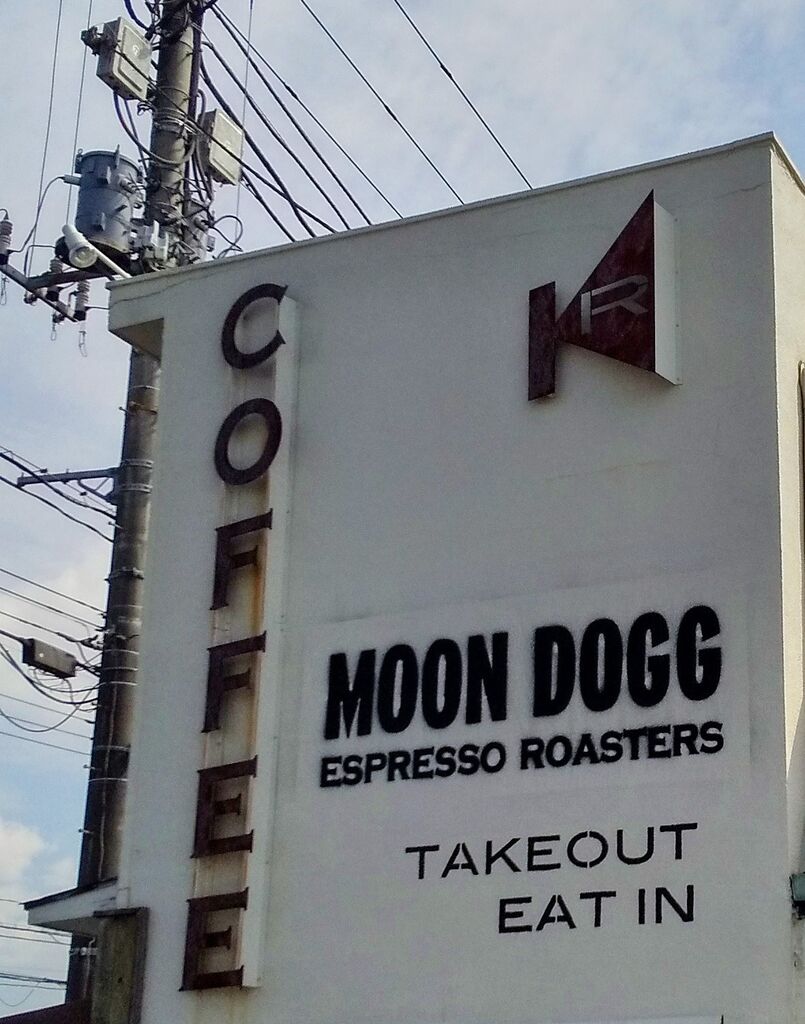 COFFEE
R
MOON DOGG
ESPRESSO ROASTERS
TAKEOUT
EAT IN